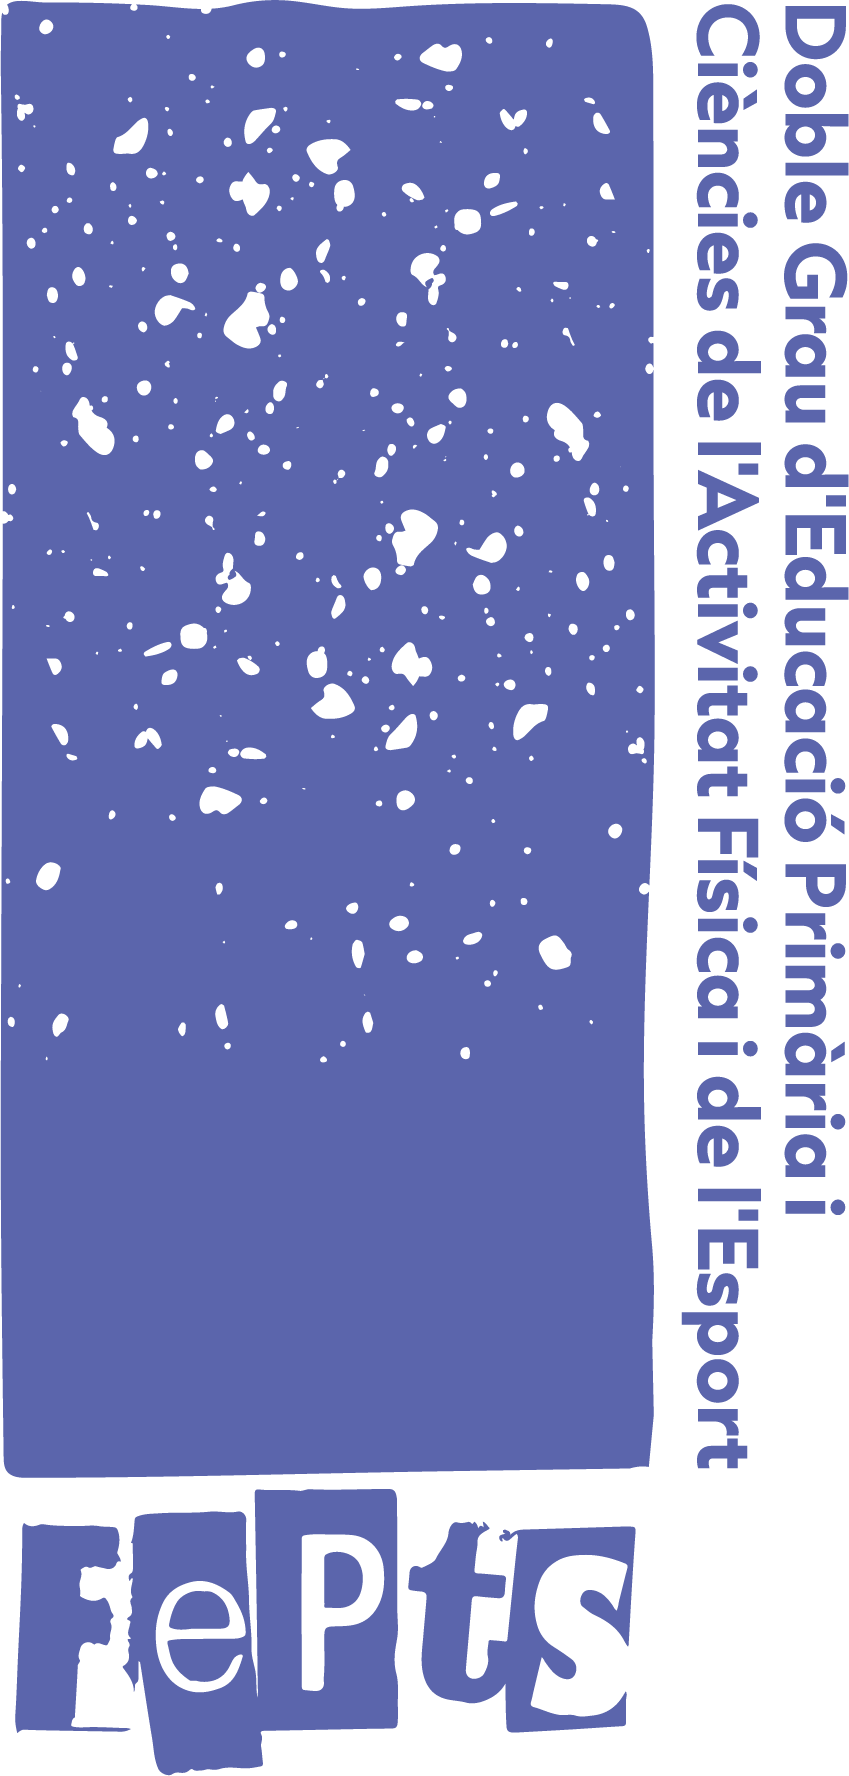 Doble Grau d'Educació Primària i
Ciències de l'Activitat Física i de l'Esport
FePtS